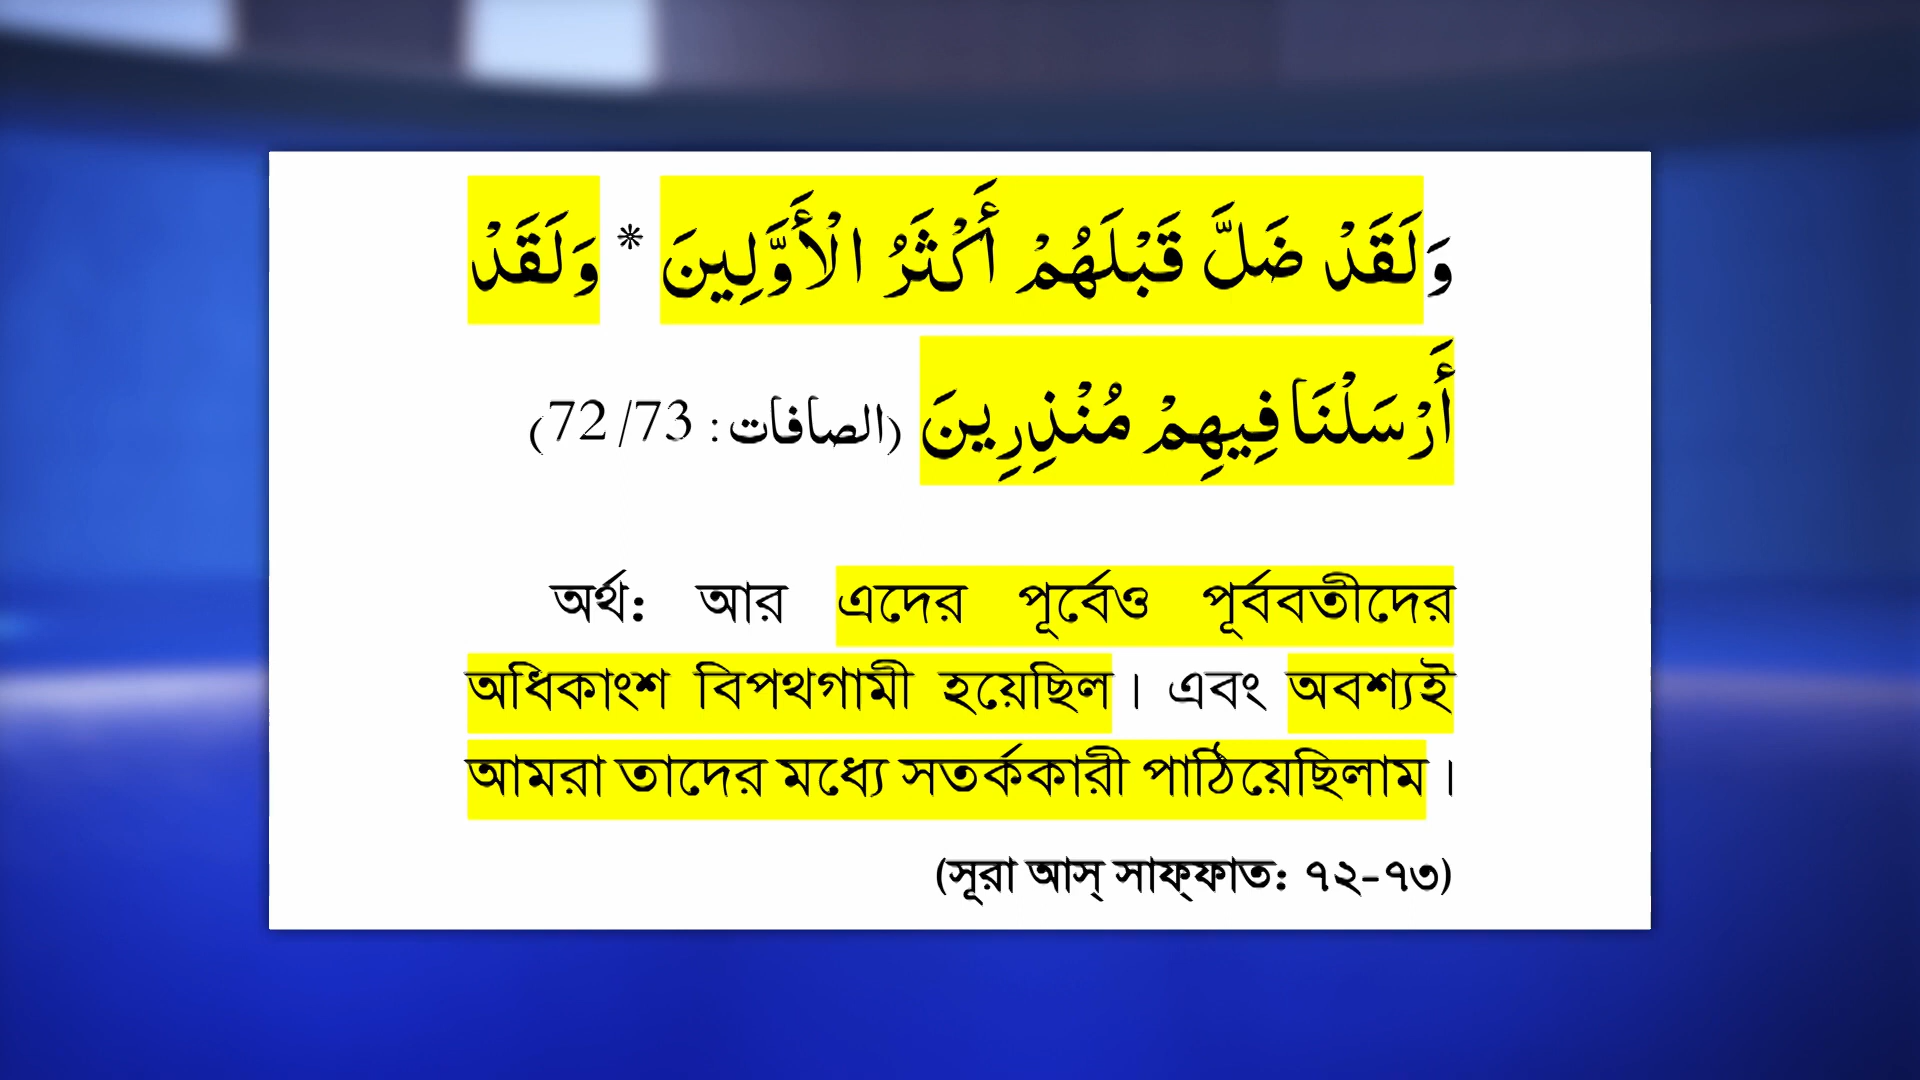 وَلَقَدْ ضَلَّ قَبْلَهُمْ أَكْثَرُ الْأَوَّلِينَ * وَلَقَدْ
أَرْسَلْنَا فِيهِمْ مُنْذِرِينَ (الصافات: 72/73)
অর্থ: আর এদের পূর্বেও পূর্ববর্তীদের
অধিকাংশ বিপথগামী হয়েছিল। এবং অবশ্যই
আমরা তাদের মধ্যে সতর্ককারী পাঠিয়েছিলাম।
(সূরা আস্ সাফ্ফাত: ৭২-৭৩)